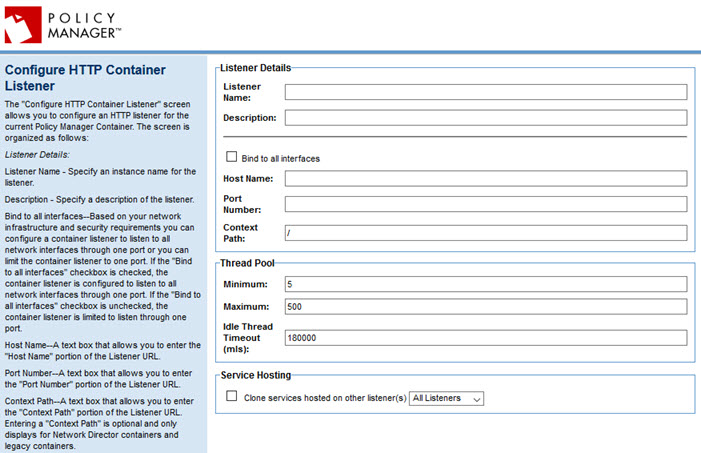 POLICY
MANAGER™
Configure HTTP Container
Listener
The "Configure HTTP Container Listener" screen
allows you to configure an HTTP listener for the
current Policy Manager Container. The screen is
organized as follows:
Listener Details:
Listener Name - Specify an instance name for the
listener.
Description - Specify a description of the listener.
Bind to all interfaces--Based on your network
infrastructure and security requirements you can
configure a container listener to listen to all
network interfaces through one port or you can
limit the container listener to one port. If the "Bind
to all interfaces" checkbox is checked, the
container listener is configured to listen to all
network interfaces through one port. If the "Bind to
all interfaces" checkbox is unchecked, the
container listener is limited to listen through one
port.
Host Name--A text box that allows you to enter the
"Host Name" portion of the Listener URL.
Port Number--A text box that allows you to enter
the "Port Number" portion of the Listener URL.
Context Path--A text box that allows you to enter
the "Context Path" portion of the Listener URL.
Entering a "Context Path" is optional and only
displays for Network Director containers and
legacy containers.
Listener Details
Listener
Name:
Description:
Bind to all interfaces
Host Name:
Port
Number:
Context
Path:
/
Thread Pool
Minimum: 5
Maximum: 500
Idle Thread
Timeout
(mls):
180000
Service Hosting
Clone services hosted on other listener(s) All Listeners